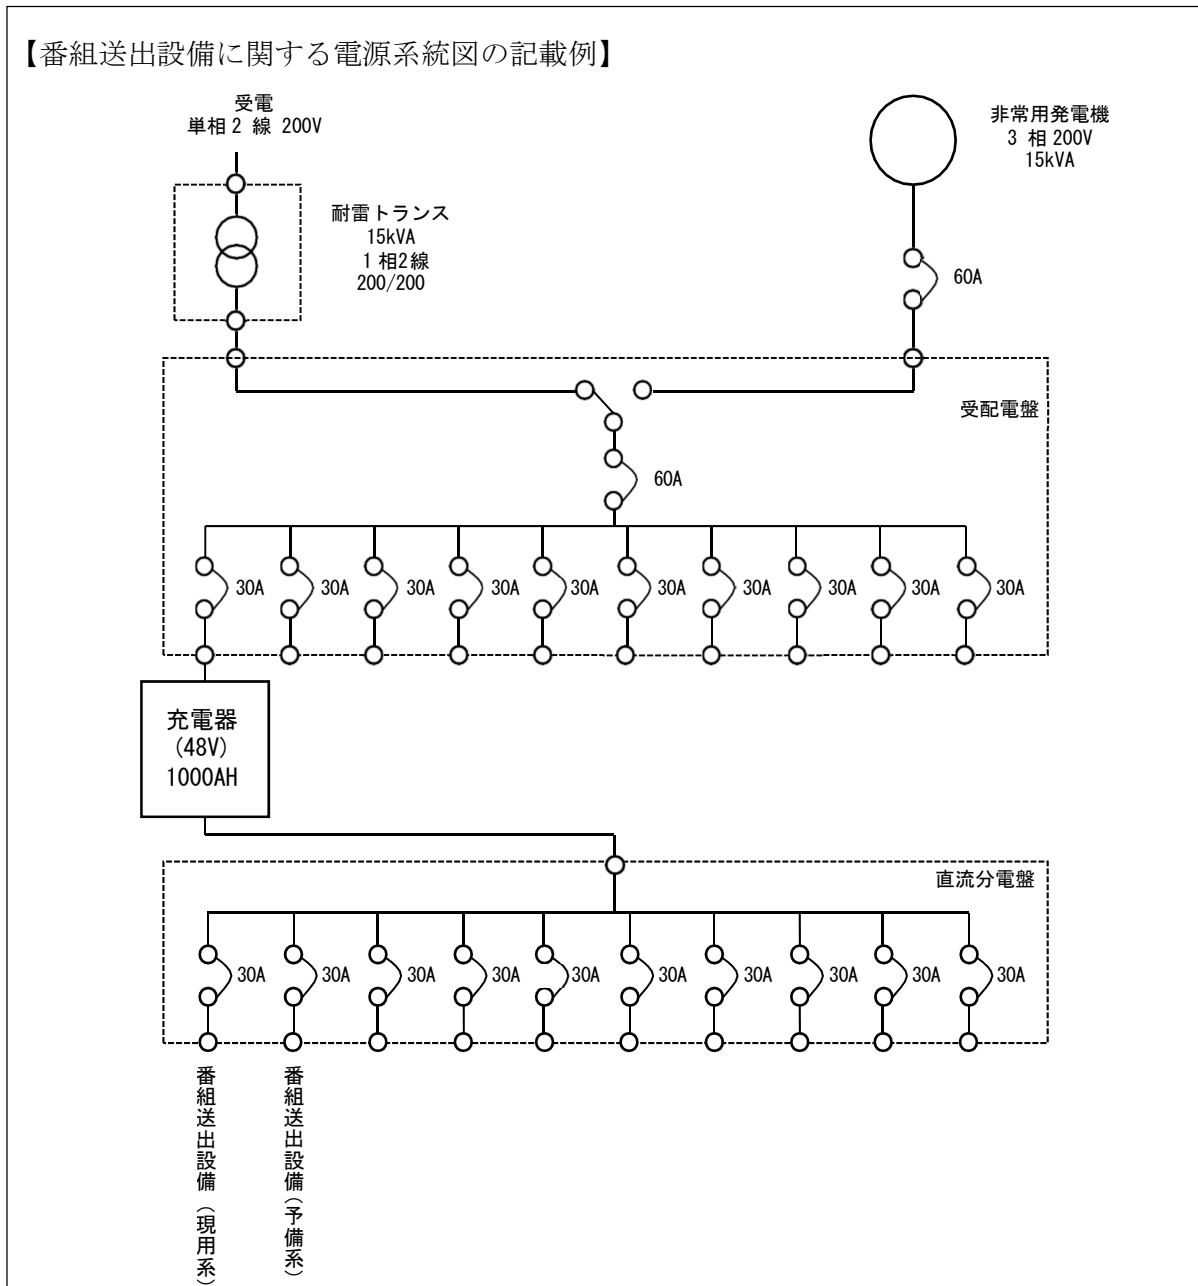 【番組送出設備に関する電源系統図の記載例】
受電
単相2 線 200V
非常用発電機
3 相200V
15kVA
耐雷トランス
15kVA
1相2線
200/200
60A
受配電盤
60A
30A
30A
30A
30A
30A
30A
30A
30A
30A
30A
充電器
(48V)
1000AH
直流分電盤
30A
30A
30A
30A
30A
30A
30A
30A
30A
30A
番組送出設備(現用系)
番組送出設備(予備系)